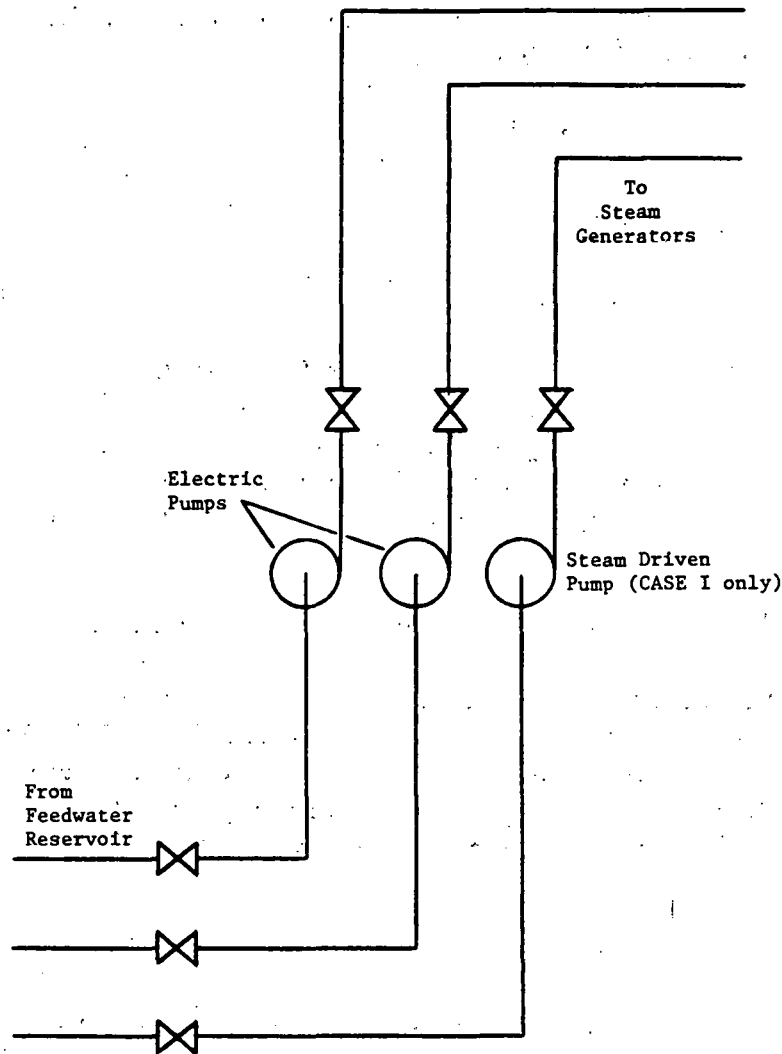 To
Steam
Generators
Electric
Pumps
Steam Driven
Pump (CASE I only)
From
Feedwater
Reservoir